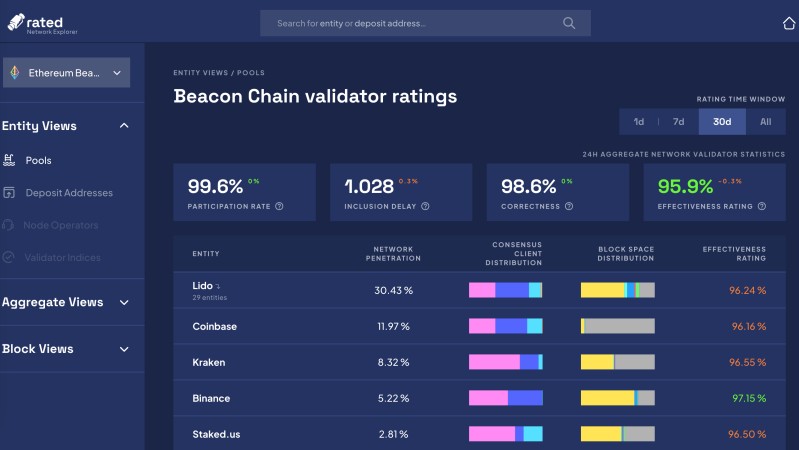 rated
Network Explorer
Search for entity or deposit address...
Ethereum Bea...
Entity Views
Pools
Deposit Addresses
Node Operators
Validator Indices
Aggregate Views
Block Views
ENTITY VIEWS / POOLS
Beacon Chain validator ratings
RATING TIME WINDOW
1d | 7d 30d All
24H AGGREGATE NETWORK VALIDATOR STATISTICS
99.6% 0%
PARTICIPATION RATE ?
1.028 0.3%
INCLUSION DELAY ?
98.6% 0%
CORRECTNESS ?
95.9% -0.3%
EFFECTIVENESS RATING ?
ENTITY
NETWORK
PENETRATION
CONSENSUS
CLIENT
DISTRIBUTION
BLOCK SPACE
DISTRIBUTION
EFFECTIVENESS
RATING
Lido 30.43 % 96.24 %
29 entities
Coinbase 11.97 % 96.16 %
Kraken 8.32 % 96.55 %
Binance 5.22 % 97.15 %
Staked.us 2.81 % 96.50 %